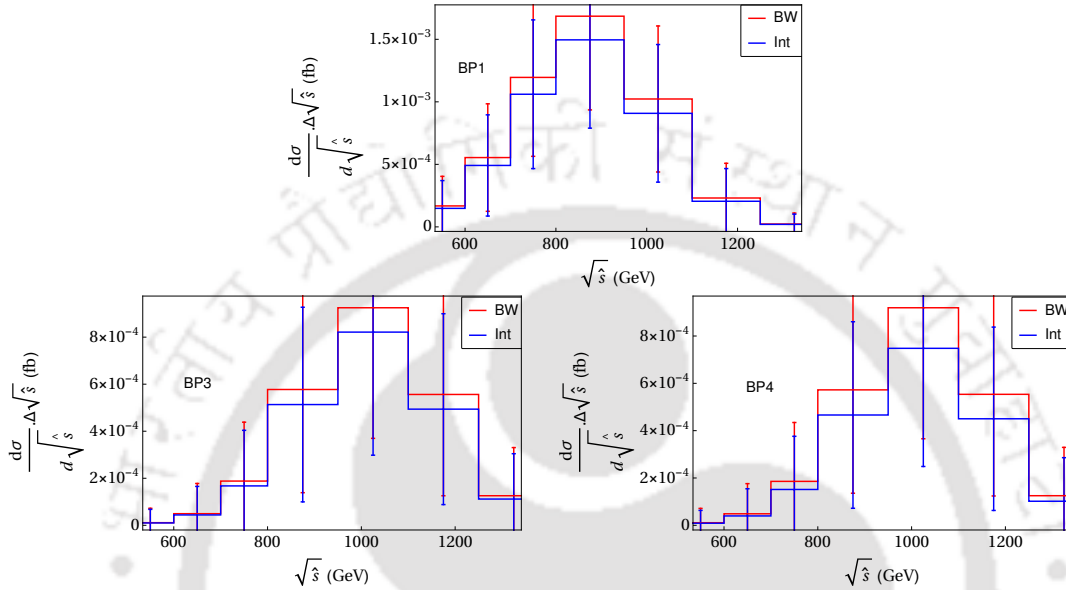 1.5×10⁻³
1×10⁻³
5×10⁻⁴
0
dσ/d√ŝ .Δ√ŝ (fb)
BP1
BW
Int
600 800 1000 1200
√ŝ (GeV)
8×10⁻⁴
6×10⁻⁴
4×10⁻⁴
2×10⁻⁴
0
dσ/d√ŝ .Δ√ŝ (fb)
BP3
BW
Int
600 800 1000 1200
√ŝ (GeV)
8×10⁻⁴
6×10⁻⁴
4×10⁻⁴
2×10⁻⁴
0
dσ/d√ŝ .Δ√ŝ (fb)
BP4
BW
Int
600 800 1000 1200
√ŝ (GeV)